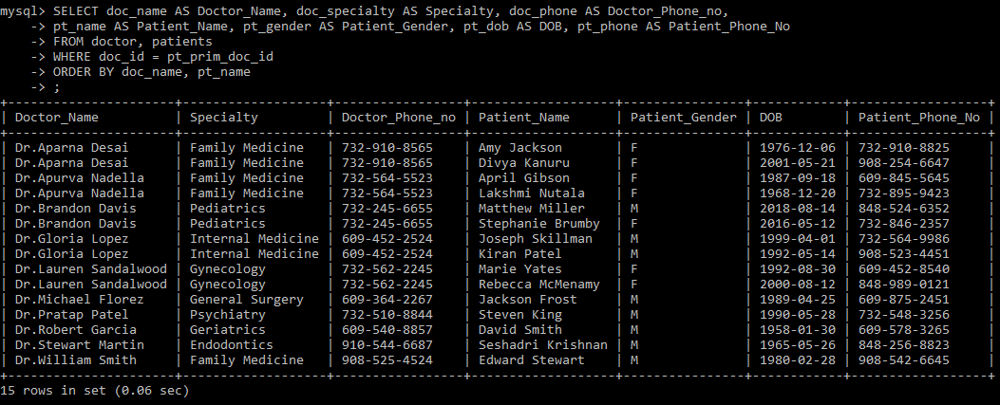 mysql> SELECT doc_name AS Doctor_Name, doc_specialty AS Specialty, doc_phone AS Doctor_Phone_no,
    -> pt_name AS Patient_Name, pt_gender AS Patient_Gender, pt_dob AS DOB, pt_phone AS Patient_Phone_No
    -> FROM doctor, patients
    -> WHERE doc_id = pt_prim_doc_id
    -> ORDER BY doc_name, pt_name
    -> ;
+----------------------+-------------------+-----------------+-------------------+----------------+------------+------------------+
| Doctor_Name          | Specialty         | Doctor_Phone_no | Patient_Name      | Patient_Gender | DOB        | Patient_Phone_No |
+----------------------+-------------------+-----------------+-------------------+----------------+------------+------------------+
| Dr.Aparna Desai      | Family Medicine   | 732-910-8565    | Amy Jackson       | F              | 1976-12-06 | 732-910-8825     |
| Dr.Aparna Desai      | Family Medicine   | 732-910-8565    | Divya Kanuru      | F              | 2001-05-21 | 908-254-6647     |
| Dr.Apurva Nadella    | Family Medicine   | 732-564-5523    | April Gibson      | F              | 1987-09-18 | 609-845-5645     |
| Dr.Apurva Nadella    | Family Medicine   | 732-564-5523    | Lakshmi Nutala    | F              | 1968-12-20 | 732-895-9423     |
| Dr.Brandon Davis     | Pediatrics        | 732-245-6655    | Matthew Miller    | M              | 2018-08-14 | 848-524-6352     |
| Dr.Brandon Davis     | Pediatrics        | 732-245-6655    | Stephanie Brumby  | F              | 2016-05-12 | 732-846-2357     |
| Dr.Gloria Lopez      | Internal Medicine | 609-452-2524    | Joseph Skillman   | M              | 1999-04-01 | 732-564-9986     |
| Dr.Gloria Lopez      | Internal Medicine | 609-452-2524    | Kiran Patel       | M              | 1992-05-14 | 908-523-4451     |
| Dr.Lauren Sandalwood | Gynecology        | 732-562-2245    | Marie Yates       | F              | 1992-08-30 | 609-452-8540     |
| Dr.Lauren Sandalwood | Gynecology        | 732-562-2245    | Rebecca McMenamy  | F              | 2000-08-12 | 848-989-0121     |
| Dr.Michael Florez    | General Surgery   | 609-364-2267    | Jackson Frost     | M              | 1989-04-25 | 609-875-2451     |
| Dr.Pratap Patel      | Psychiatry        | 732-510-8844    | Steven King       | M              | 1990-05-28 | 732-548-3256     |
| Dr.Robert Garcia     | Geriatrics        | 609-540-8857    | David Smith       | M              | 1958-01-30 | 609-578-3265     |
| Dr.Stewart Martin    | Endodontics       | 910-544-6687    | Seshadri Krishnan | M              | 1965-05-26 | 848-256-8823     |
| Dr.William Smith     | Family Medicine   | 908-525-4524    | Edward Stewart    | M              | 1980-02-28 | 908-542-6645     |
+----------------------+-------------------+-----------------+-------------------+----------------+------------+------------------+
15 rows in set (0.06 sec)